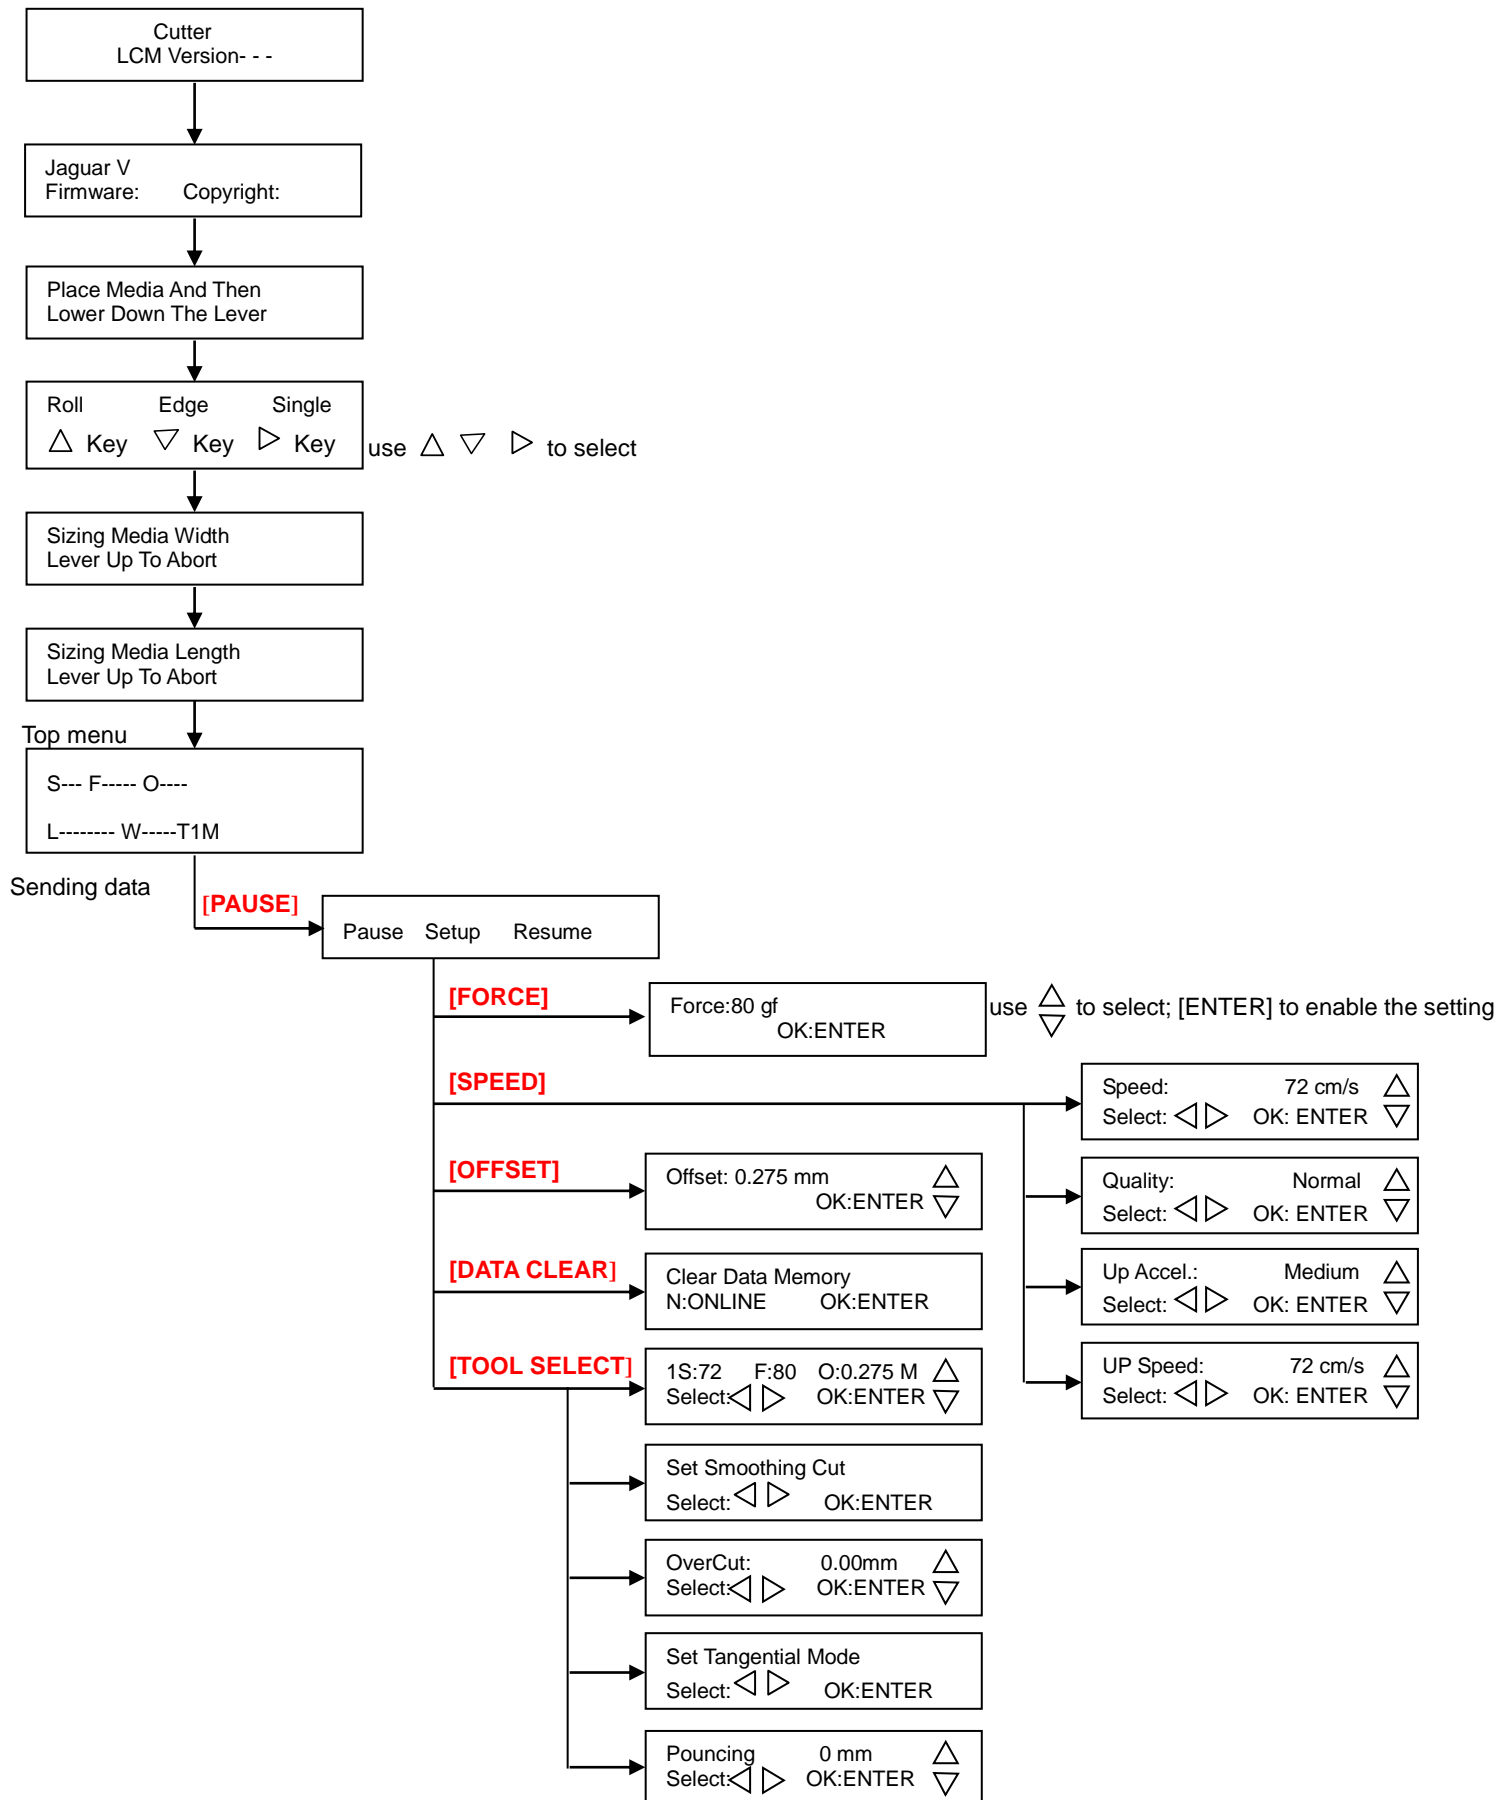 Cutter
LCM Version- - -
Jaguar V
Firmware: Copyright:
Place Media And Then
Lower Down The Lever
Roll Edge Single
△ Key ▽ Key ▷ Key
use △ ▽ ▷ to select
Sizing Media Width
Lever Up To Abort
Sizing Media Length
Lever Up To Abort
Top menu
S--- F----- O----
L-------- W-----T1M
Sending data
[PAUSE]
Pause Setup Resume
[FORCE]
Force:80 gf
OK:ENTER
use △ ▽ to select; [ENTER] to enable the setting
[SPEED]
Speed: 72 cm/s △
Select: ◁ ▷ OK: ENTER ▽
Quality: Normal △
Select: ◁ ▷ OK: ENTER ▽
Up Accel.: Medium △
Select: ◁ ▷ OK: ENTER ▽
UP Speed: 72 cm/s △
Select: ◁ ▷ OK: ENTER ▽
[OFFSET]
Offset: 0.275 mm △
OK:ENTER ▽
[DATA CLEAR]
Clear Data Memory
N:ONLINE OK:ENTER
[TOOL SELECT]
1S:72 F:80 O:0.275 M △
Select:◁ ▷ OK:ENTER ▽
Set Smoothing Cut
Select: ◁ ▷ OK:ENTER
OverCut: 0.00mm △
Select:◁ ▷ OK:ENTER ▽
Set Tangential Mode
Select: ◁ ▷ OK:ENTER
Pouncing 0 mm △
Select:◁ ▷ OK:ENTER ▽